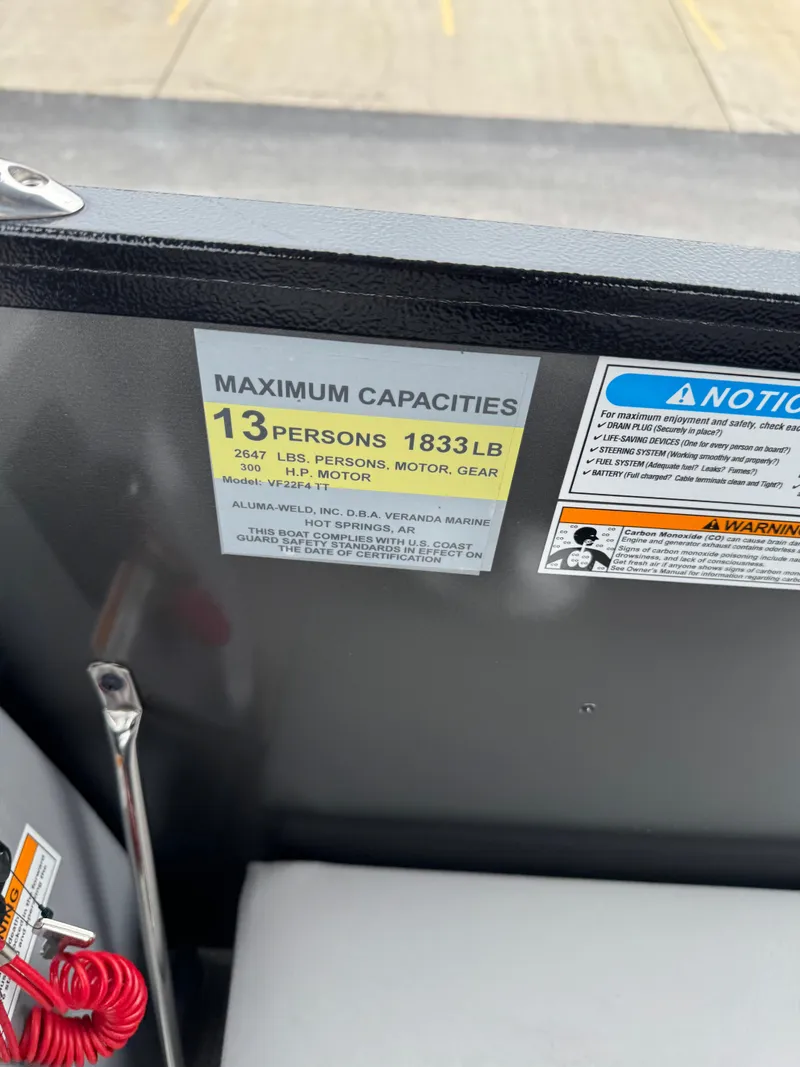 MAXIMUM CAPACITIES
13 PERSONS 1833 LB
2647 LBS. PERSONS, MOTOR, GEAR
300 H.P. MOTOR
Model: VF22F4 TT
ALUMA-WELD, INC. D.B.A. VERANDA MARINE
HOT SPRINGS, AR
THIS BOAT COMPLIES WITH U.S. COAST
GUARD SAFETY STANDARDS IN EFFECT ON
THE DATE OF CERTIFICATION
NOTIC
For maximum enjoyment and safety, check eac
✓ DRAIN PLUG (Securely in place?)
✓ LIFE-SAVING DEVICES (One for every person on board?)
✓ STEERING SYSTEM (Working smoothly and properly?)
✓ FUEL SYSTEM (Adequate fuel? Leaks? Fumes?)
✓ BATTERY (Full charged? Cable terminals clean and Tight?)
WARNING
Carbon Monoxide (CO) can cause brain da
Engine and generator exhaust contains odorless
Signs of carbon monoxide poisoning include
drowsiness, and lack of consciousness.
Get fresh air if anyone shows signs of carbon mon
See Owner's Manual for information regarding carbo